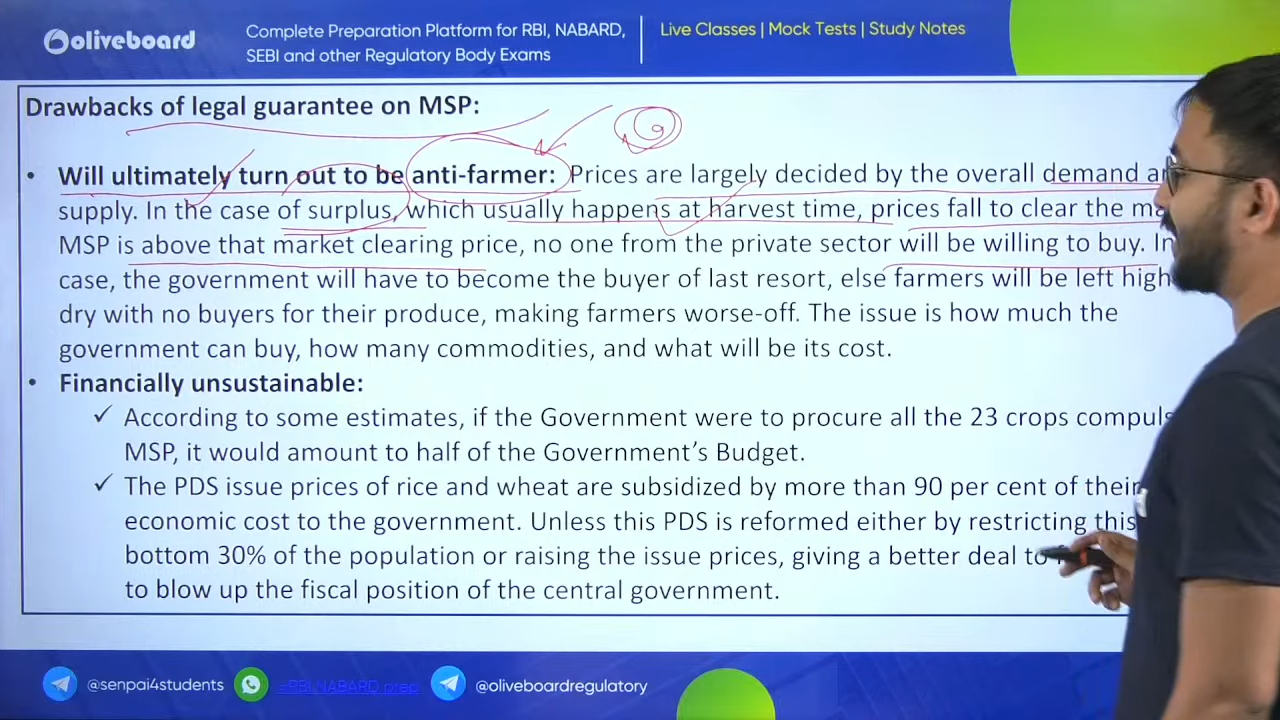 oliveboard
Complete Preparation Platform for RBI, NABARD,
SEBI and other Regulatory Body Exams
Live Classes | Mock Tests | Study Notes
Drawbacks of legal guarantee on MSP:
• Will ultimately turn out to be anti-farmer: Prices are largely decided by the overall demand
supply. In the case of surplus, which usually happens at harvest time, prices fall to clear the
MSP is above that market clearing price, no one from the private sector will be willing to buy. In
case, the government will have to become the buyer of last resort, else farmers will be left high
dry with no buyers for their produce, making farmers worse-off. The issue is how much the
government can buy, how many commodities, and what will be its cost.
• Financially unsustainable:
✓ According to some estimates, if the Government were to procure all the 23 crops
MSP, it would amount to half of the Government's Budget.
✓ The PDS issue prices of rice and wheat are subsidized by more than 90 per cent of their
economic cost to the government. Unless this PDS is reformed either by restricting this
bottom 30% of the population or raising the issue prices, giving a better deal to
to blow up the fiscal position of the central government.
@senpai4students
=RBI NABARD prep
@oliveboardregulatory